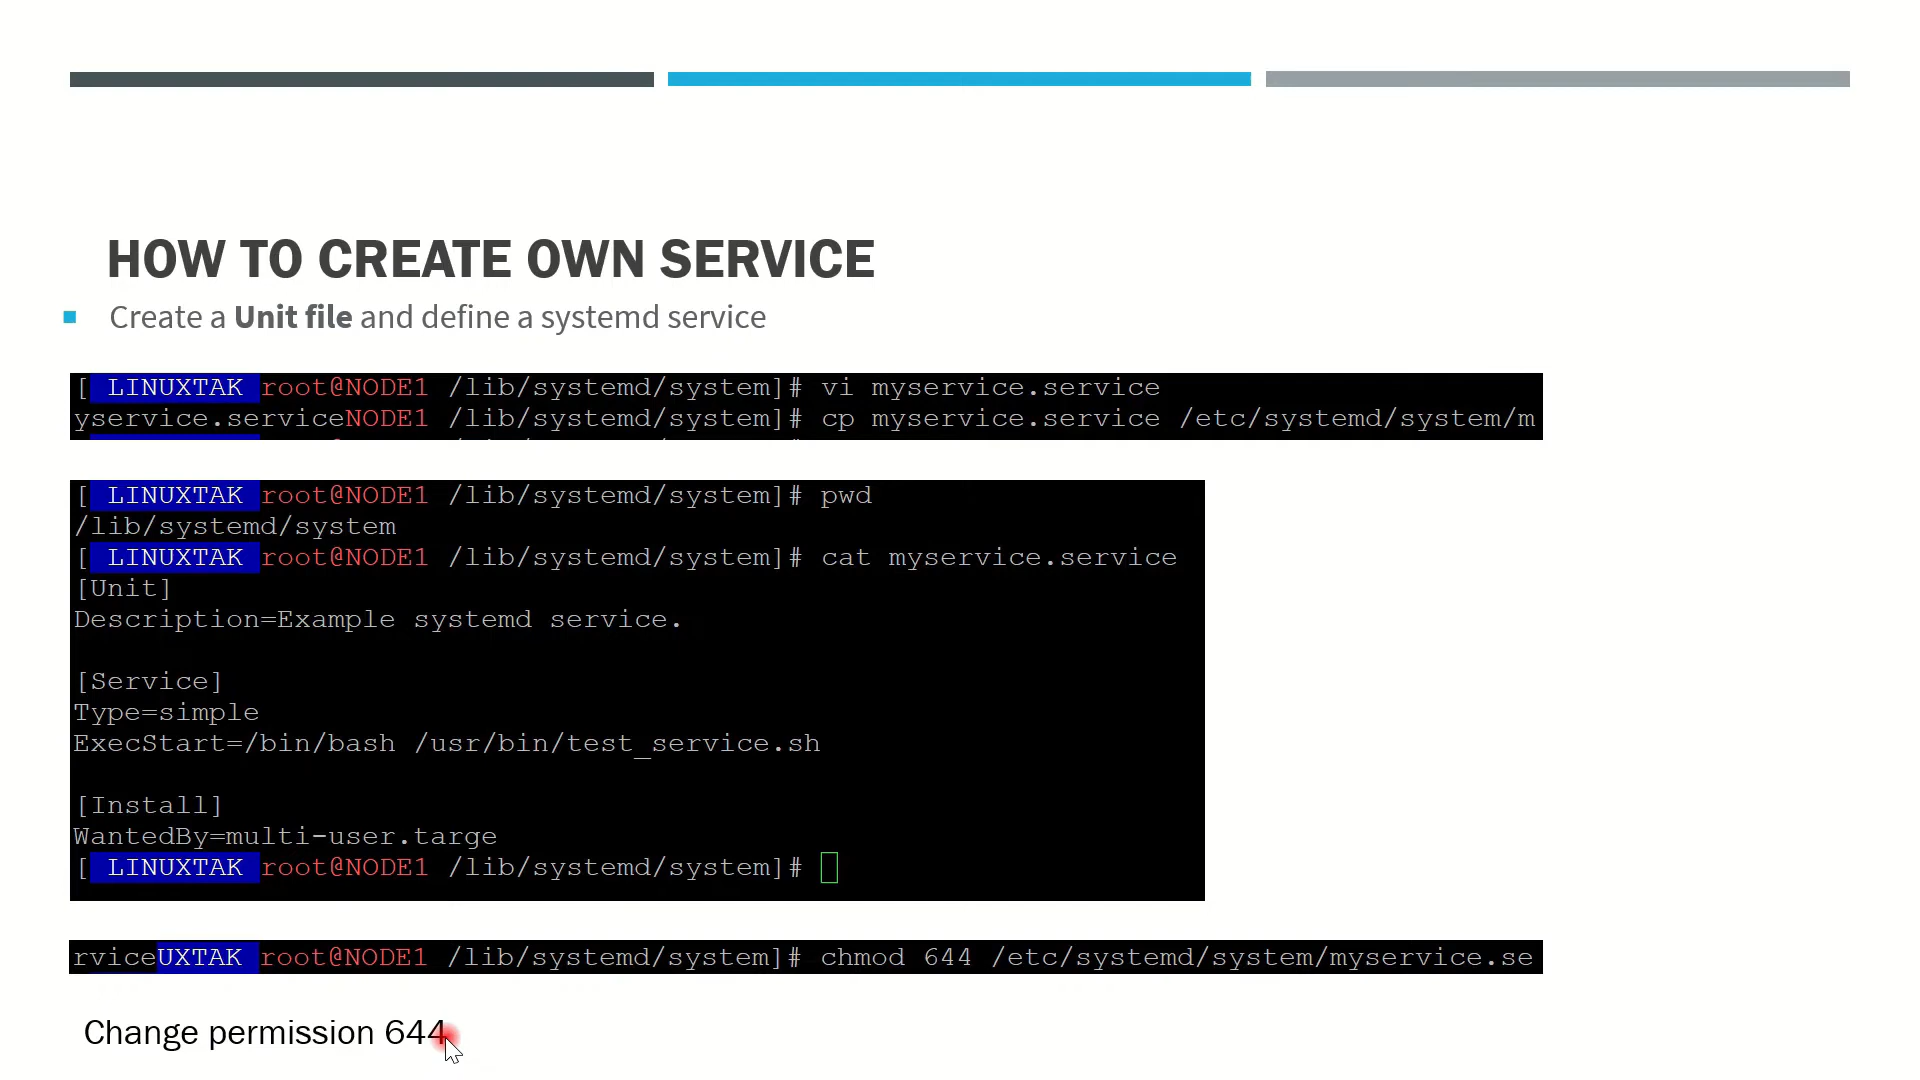 HOW TO CREATE OWN SERVICE
Create a Unit file and define a systemd service
[ LINUXTAK root@NODE1 /lib/systemd/system]# vi myservice.service
yservice.serviceNODE1 /lib/systemd/system]# cp myservice.service /etc/systemd/system/m
[ LINUXTAK root@NODE1 /lib/systemd/system]# pwd
/lib/systemd/system
[ LINUXTAK root@NODE1 /lib/systemd/system]# cat myservice.service
[Unit]
Description=Example systemd service.
[Service]
Type=simple
ExecStart=/bin/bash /usr/bin/test_service.sh
[Install]
WantedBy=multi-user.targe
[ LINUXTAK root@NODE1 /lib/systemd/system]#
rviceUXTAK root@NODE1 /lib/systemd/system]# chmod 644 /etc/systemd/system/myservice.se
Change permission 644